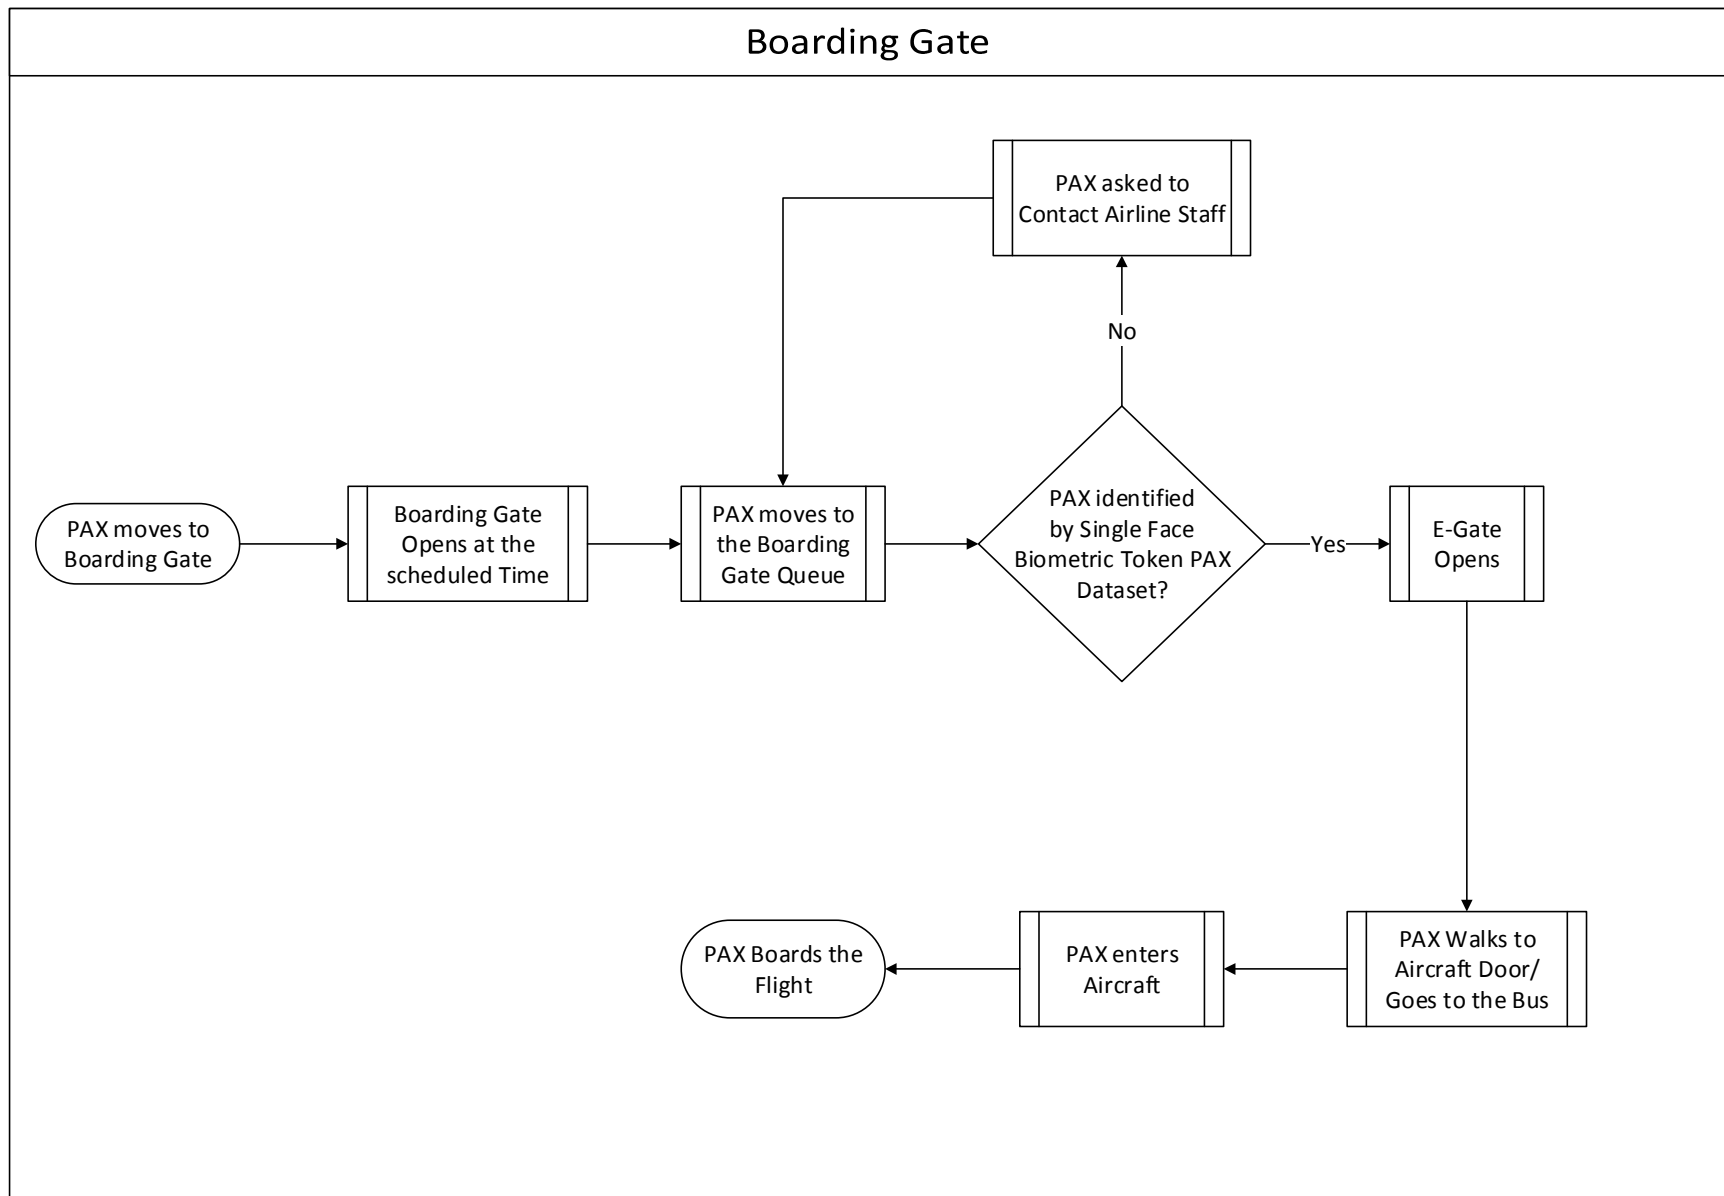 Boarding Gate
PAX asked to
Contact Airline Staff
No
PAX moves to
Boarding Gate
Boarding Gate
Opens at the
scheduled Time
PAX moves to
the Boarding
Gate Queue
PAX identified
by Single Face
Biometric Token PAX
Dataset?
Yes
E-Gate
Opens
PAX Walks to
Aircraft Door/
Goes to the Bus
PAX enters
Aircraft
PAX Boards the
Flight